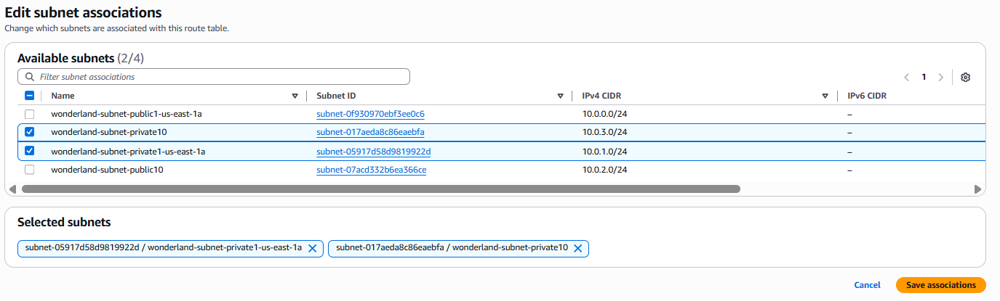 Edit subnet associations
Change which subnets are associated with this route table.
Available subnets (2/4)
Filter subnet associations
1
Name Subnet ID IPv4 CIDR IPv6 CIDR
wonderland-subnet-public1-us-east-1a subnet-0f930970ebf3ee0c6 10.0.0.0/24 –
wonderland-subnet-private10 subnet-017aeda8c86eaebfa 10.0.3.0/24 –
wonderland-subnet-private1-us-east-1a subnet-05917d58d9819922d 10.0.1.0/24 –
wonderland-subnet-public10 subnet-07acd332b6ea366ce 10.0.2.0/24 –
Selected subnets
subnet-05917d58d9819922d / wonderland-subnet-private1-us-east-1a subnet-017aeda8c86eaebfa / wonderland-subnet-private10
Cancel Save associations